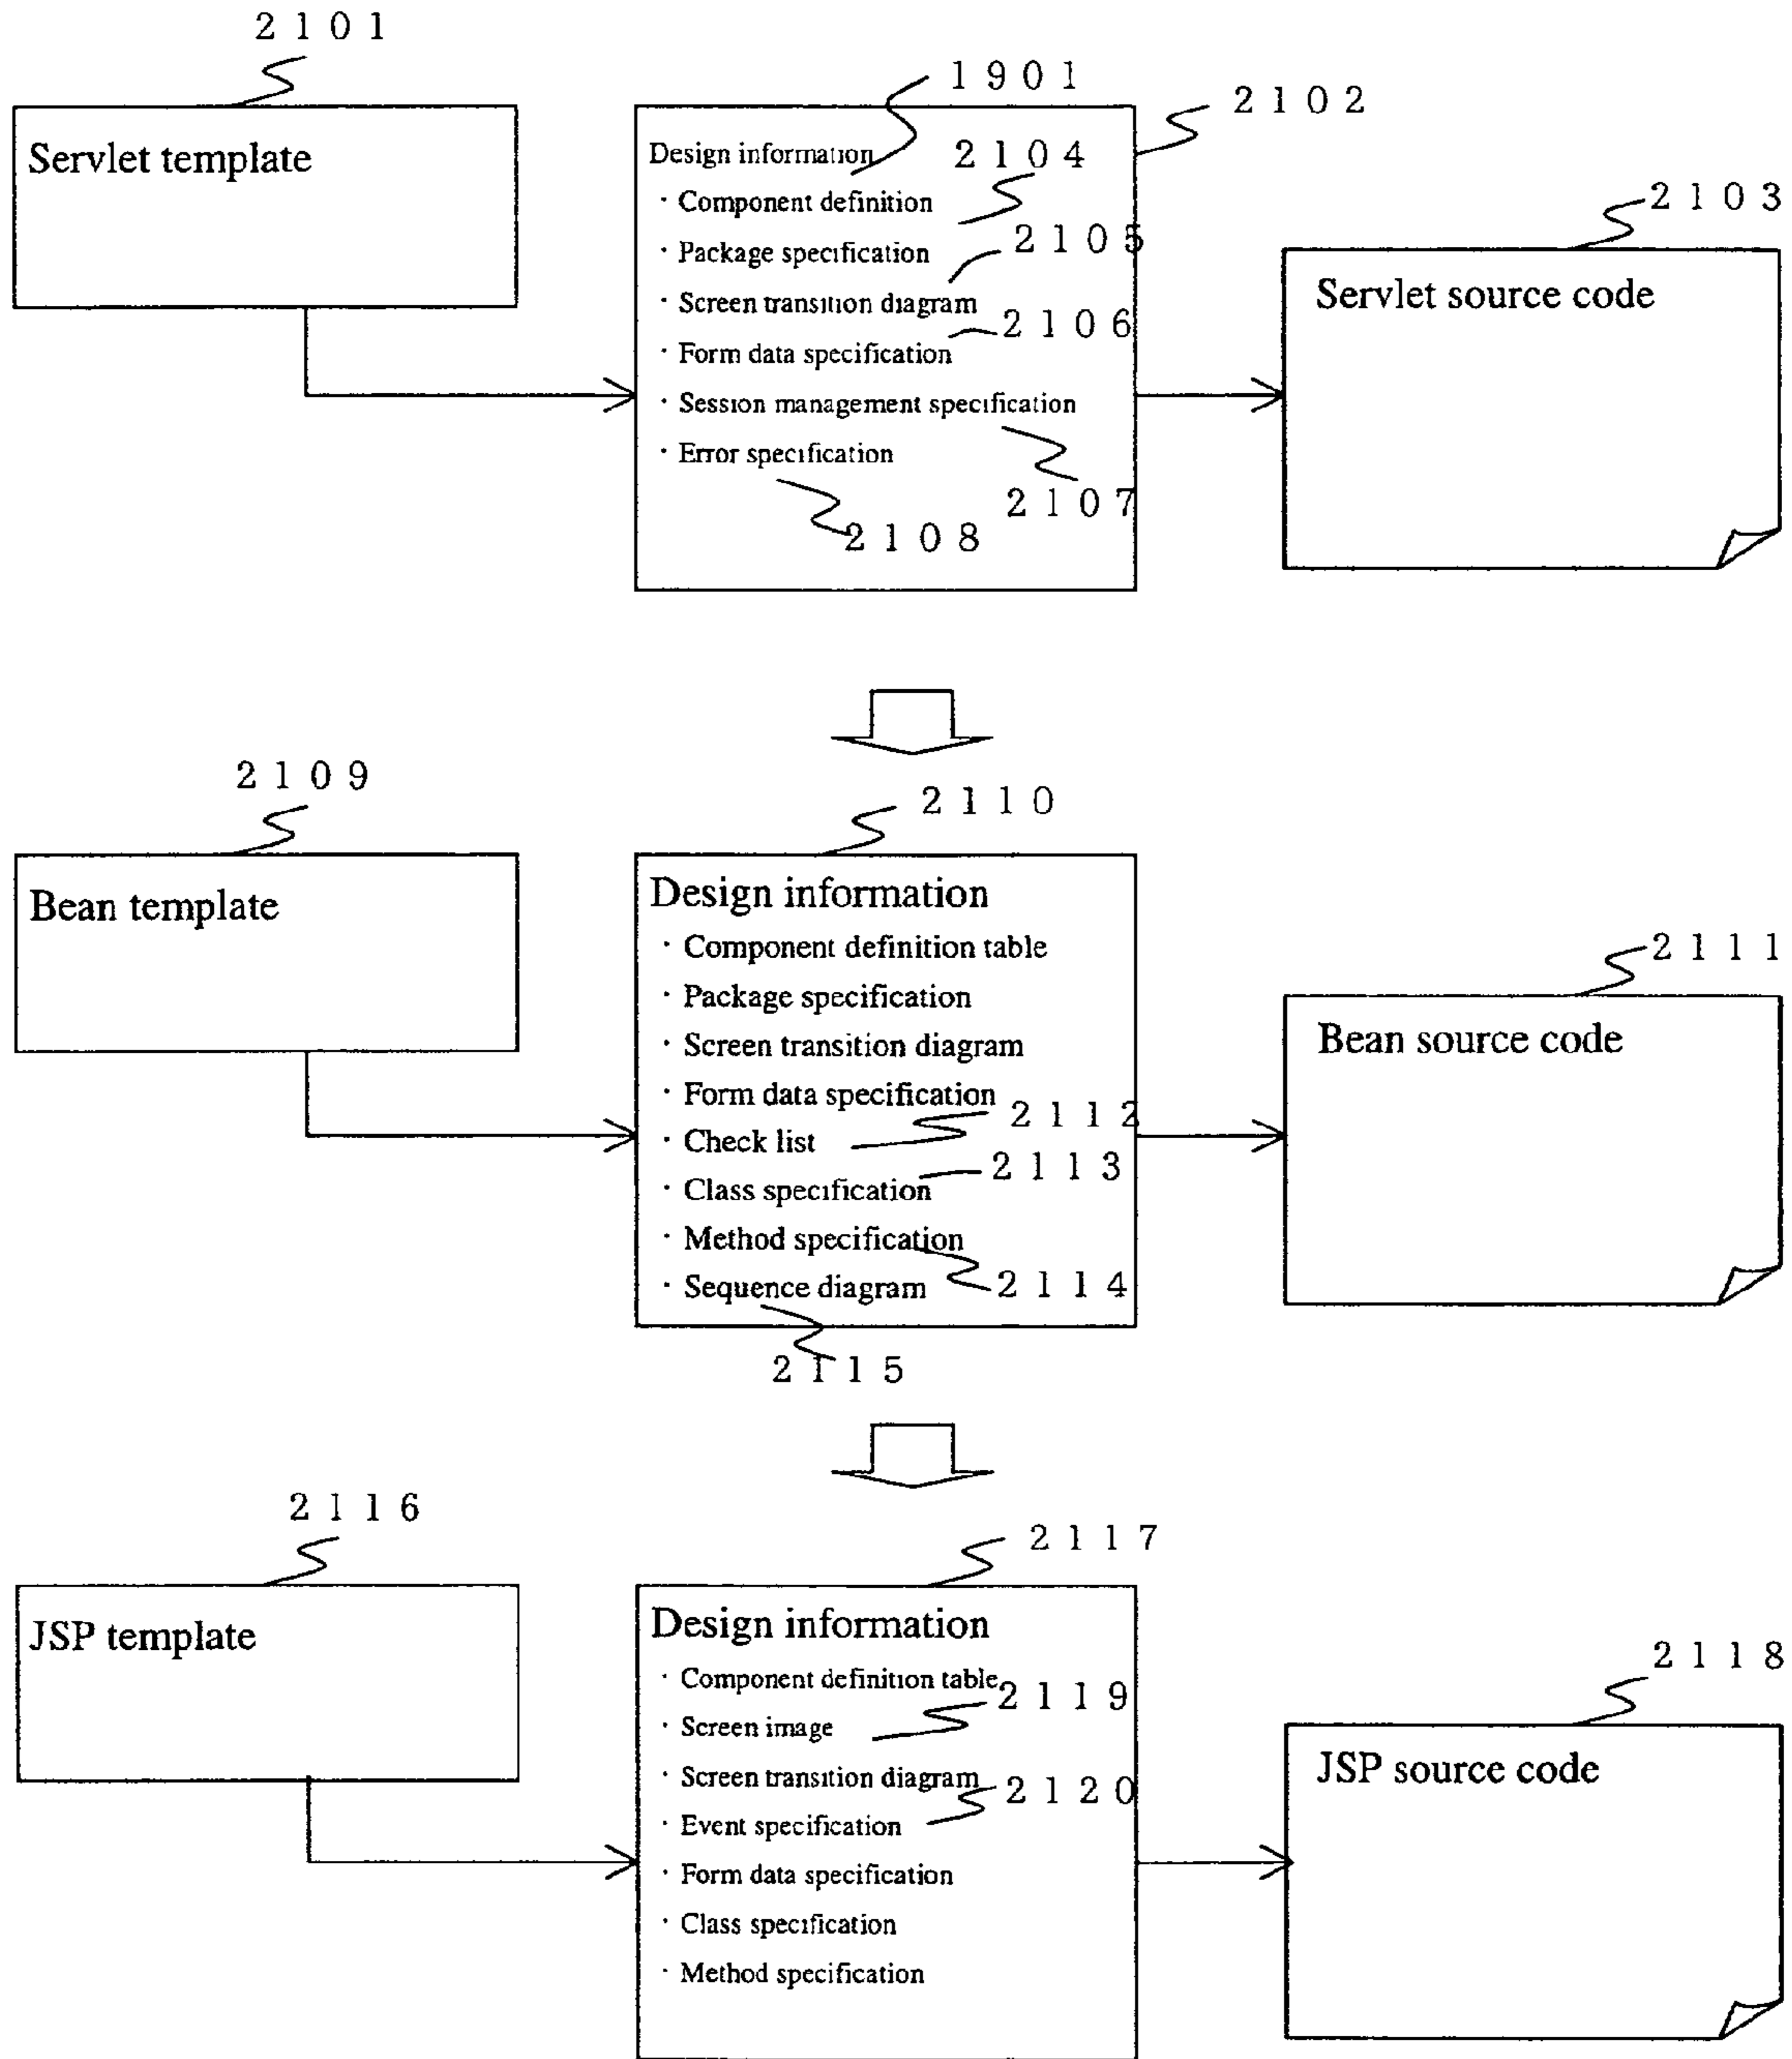 2101
1901
2102
Servlet template
Design information
2104
· Component definition
2103
2105
· Package specification
· Screen transition diagram
Servlet source code
2106
· Form data specification
· Session management specification
· Error specification
2107
2108
2109
2110
Bean template
Design information
· Component definition table
2111
· Package specification
· Screen transition diagram
Bean source code
· Form data specification
2112
· Check list
2113
· Class specification
· Method specification
· Sequence diagram
2114
2115
2116
2117
JSP template
Design information
2118
· Component definition table
2119
· Screen image
· Screen transition diagram
JSP source code
2120
· Event specification
· Form data specification
· Class specification
· Method specification